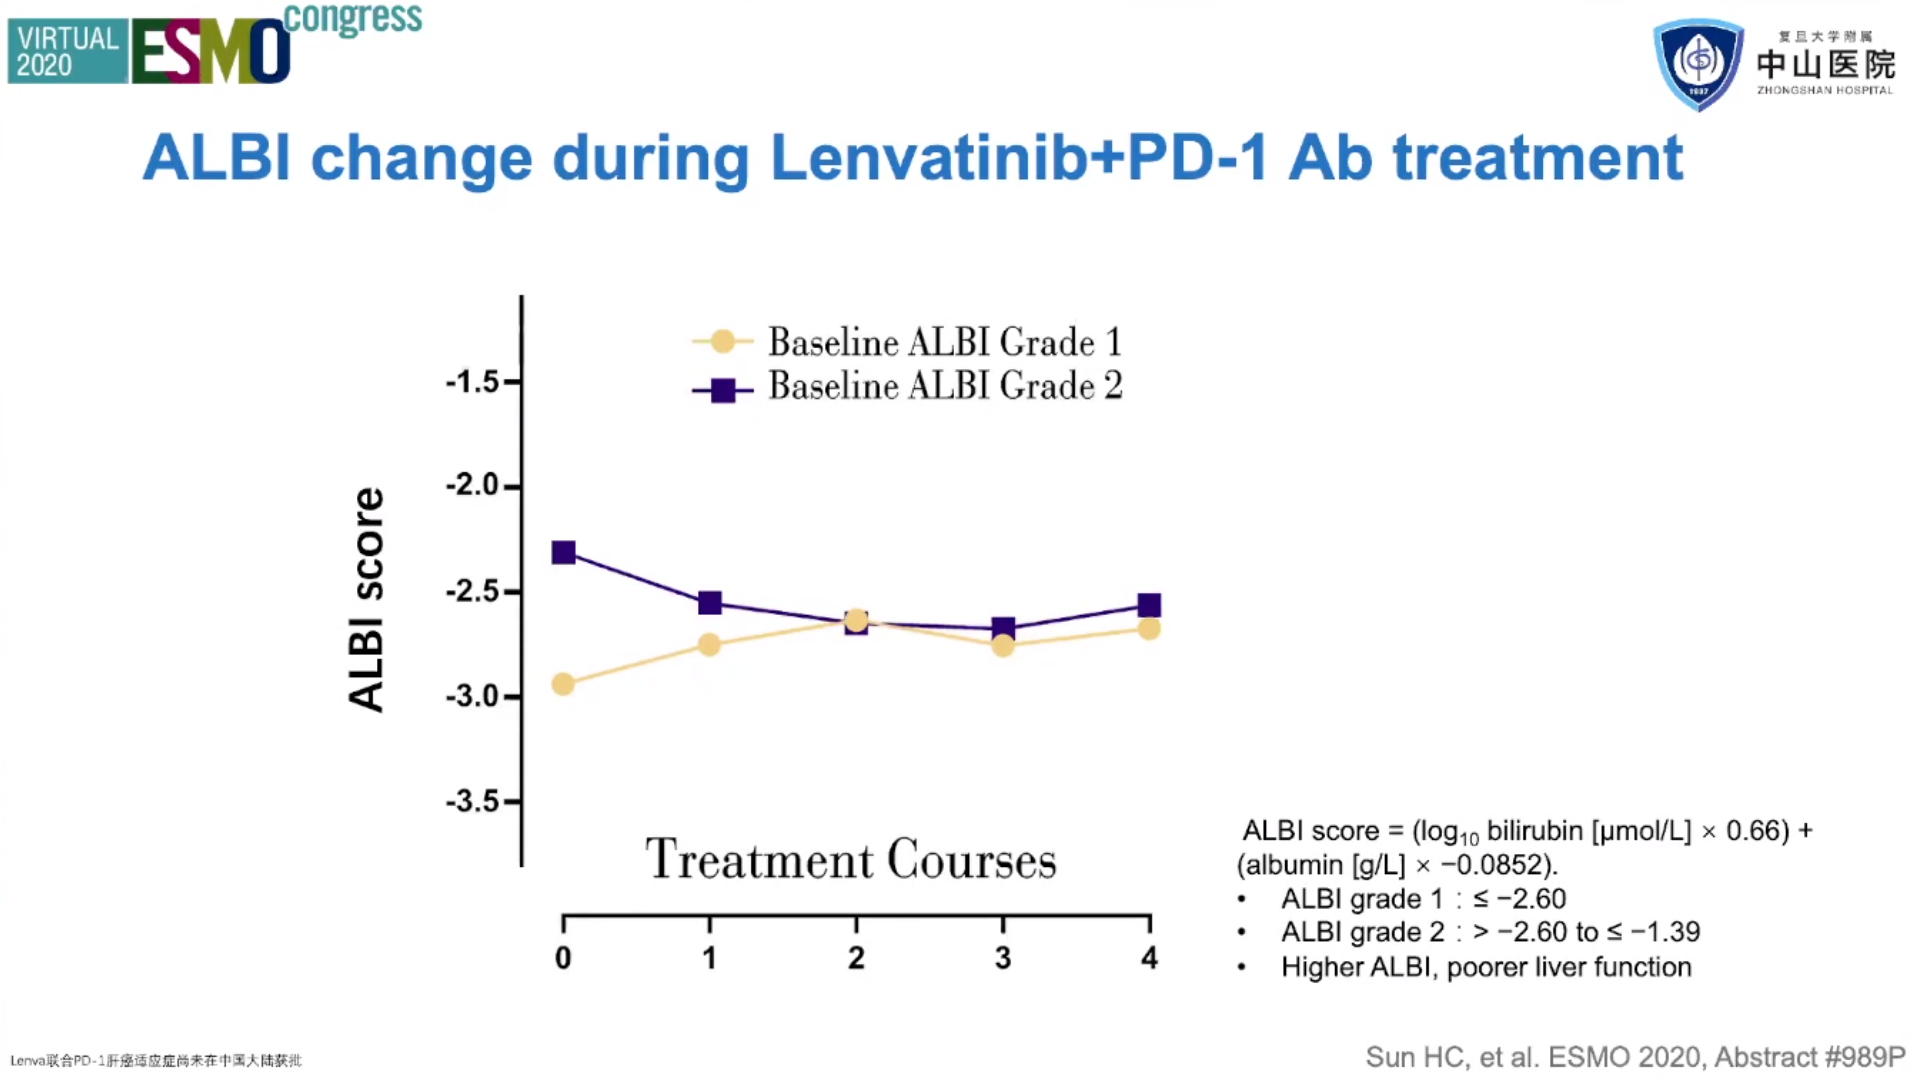 VIRTUAL
2020
ESMO
congress
复旦大学附属
中山医院
ZHONGSHAN HOSPITAL
1937
ALBI change during Lenvatinib+PD-1 Ab treatment
Baseline ALBI Grade 1
Baseline ALBI Grade 2
ALBI score
-1.5
-2.0
-2.5
-3.0
-3.5
Treatment Courses
0 1 2 3 4
ALBI score = (log₁₀ bilirubin [µmol/L] × 0.66) +
(albumin [g/L] × −0.0852).
• ALBI grade 1：≤ −2.60
• ALBI grade 2：> −2.60 to ≤ −1.39
• Higher ALBI, poorer liver function
Lenva联合PD-1肝癌适应症尚未在中国大陆获批
Sun HC, et al. ESMO 2020, Abstract #989P